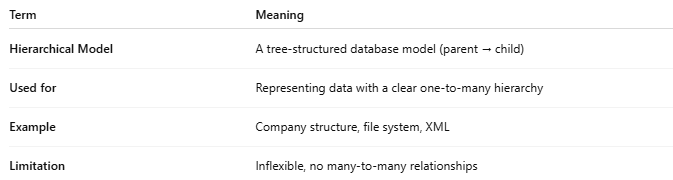 Term Meaning
Hierarchical Model A tree-structured database model (parent → child)
Used for Representing data with a clear one-to-many hierarchy
Example Company structure, file system, XML
Limitation Inflexible, no many-to-many relationships